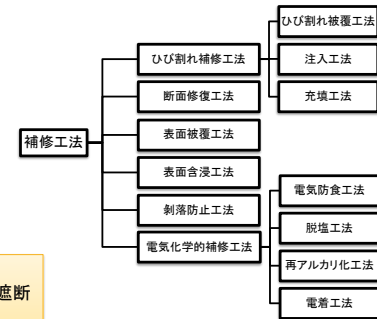 補修工法
ひび割れ補修工法
ひび割れ被覆工法
注入工法
充填工法
断面修復工法
表面被覆工法
表面含浸工法
剥落防止工法
電気化学的補修工法
電気防食工法
脱塩工法
再アルカリ化工法
電着工法
遮断